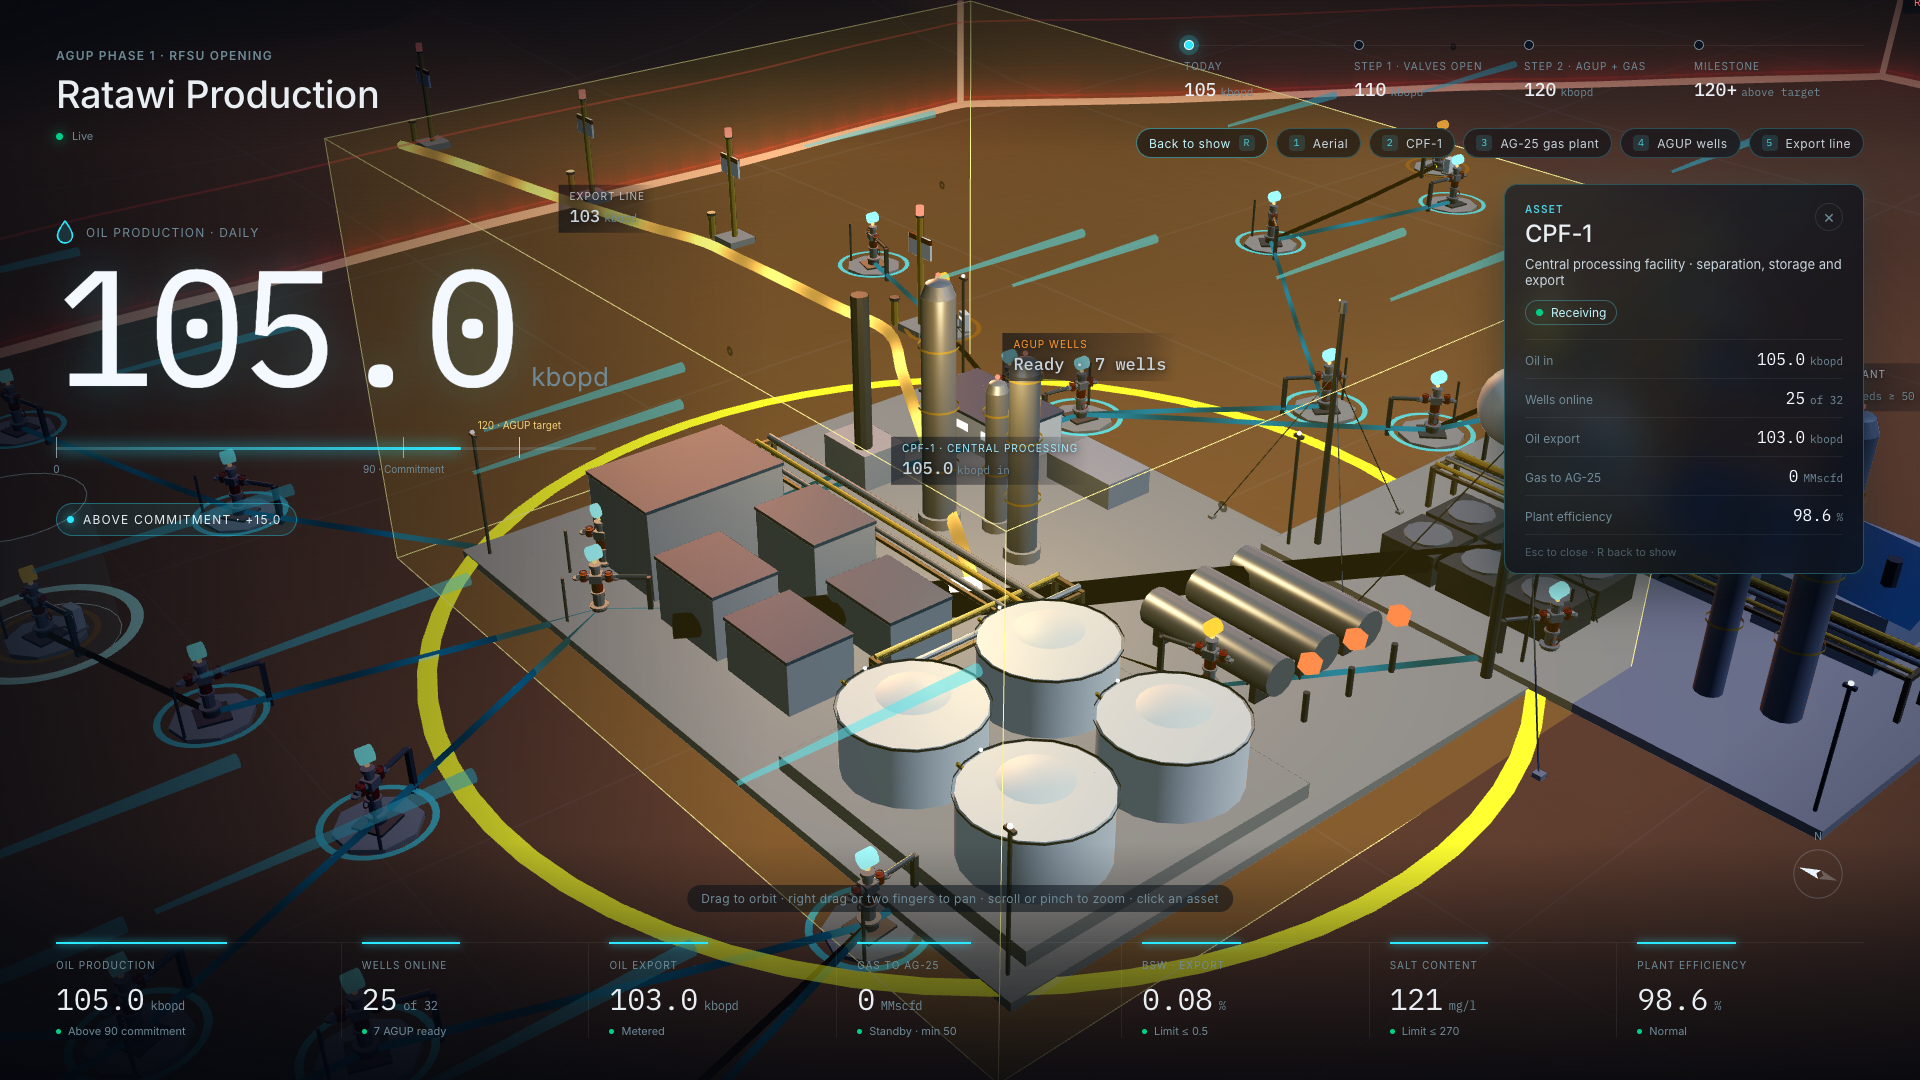 AGUP PHASE 1 · RFSU OPENING
Ratawi Production
Live
TODAY
105 kbopd
STEP 1 · VALVES OPEN
110 kbopd
STEP 2 · AGUP + GAS
120 kbopd
MILESTONE
120+ above target
Back to show R
1 Aerial
2 CPF-1
3 AG-25 gas plant
4 AGUP wells
5 Export line
OIL PRODUCTION · DAILY
105.0 kbopd
120 · AGUP target
0
90 · Commitment
ABOVE COMMITMENT · +15.0
EXPORT LINE
103 kbopd
AGUP WELLS
Ready · 7 wells
CPF-1 · CENTRAL PROCESSING
105.0 kbopd in
ASSET
CPF-1
Central processing facility · separation, storage and
export
Receiving
Oil in 105.0 kbopd
Wells online 25 of 32
Oil export 103.0 kbopd
Gas to AG-25 0 MMscfd
Plant efficiency 98.6 %
Esc to close · R back to show
≥ 50
N
Drag to orbit · right drag or two fingers to pan · scroll or pinch to zoom · click an asset
OIL PRODUCTION
105.0 kbopd
Above 90 commitment
WELLS ONLINE
25 of 32
7 AGUP ready
OIL EXPORT
103.0 kbopd
Metered
GAS TO AG-25
0 MMscfd
Standby · min 50
BSW · EXPORT
0.08 %
Limit ≤ 0.5
SALT CONTENT
121 mg/l
Limit ≤ 270
PLANT EFFICIENCY
98.6 %
Normal